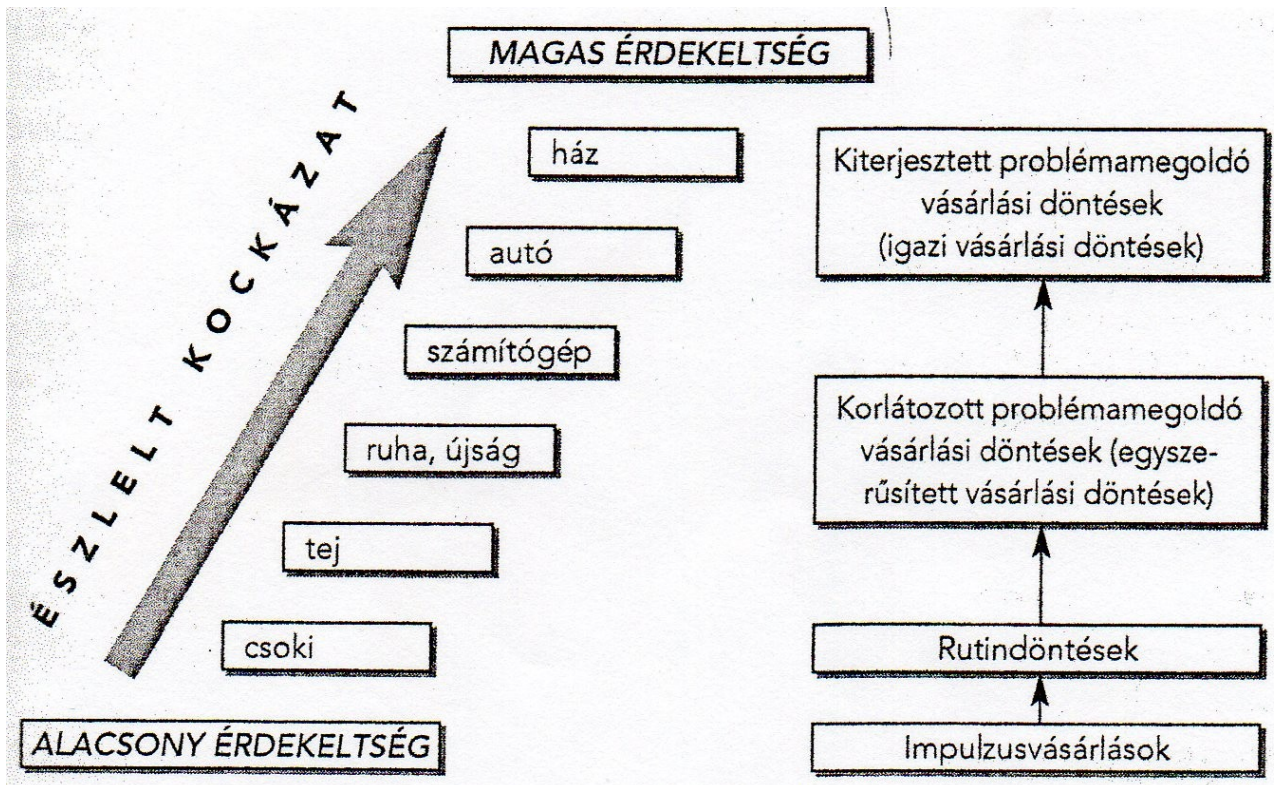 MAGAS ÉRDEKELTSÉG
ÉSZLELT KOCKÁZAT
ház
autó
számítógép
ruha, újság
tej
csoki
ALACSONY ÉRDEKELTSÉG
Kiterjesztett problémamegoldó
vásárlási döntések
(igazi vásárlási döntések)
Korlátozott problémamegoldó
vásárlási döntések (egysze-
rűsített vásárlási döntések)
Rutindöntések
Impulzusvásárlások